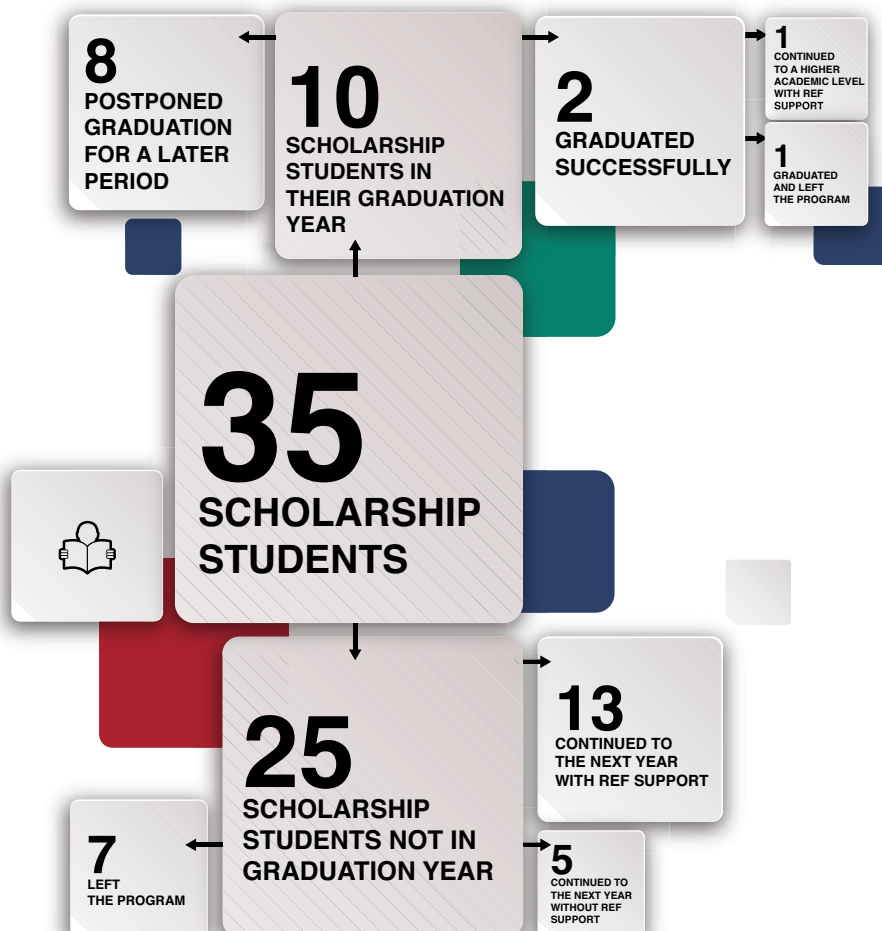 8
POSTPONED
GRADUATION
FOR A LATER
PERIOD
10
SCHOLARSHIP
STUDENTS IN
THEIR GRADUATION
YEAR
2
GRADUATED
SUCCESSFULLY
1
CONTINUED
TO A HIGHER
ACADEMIC LEVEL
WITH REF
SUPPORT
1
GRADUATED
AND LEFT
THE PROGRAM
35
SCHOLARSHIP
STUDENTS
25
SCHOLARSHIP
STUDENTS NOT IN
GRADUATION YEAR
13
CONTINUED TO
THE NEXT YEAR
WITH REF SUPPORT
7
LEFT
THE PROGRAM
5
CONTINUED TO
THE NEXT YEAR
WITHOUT REF
SUPPORT